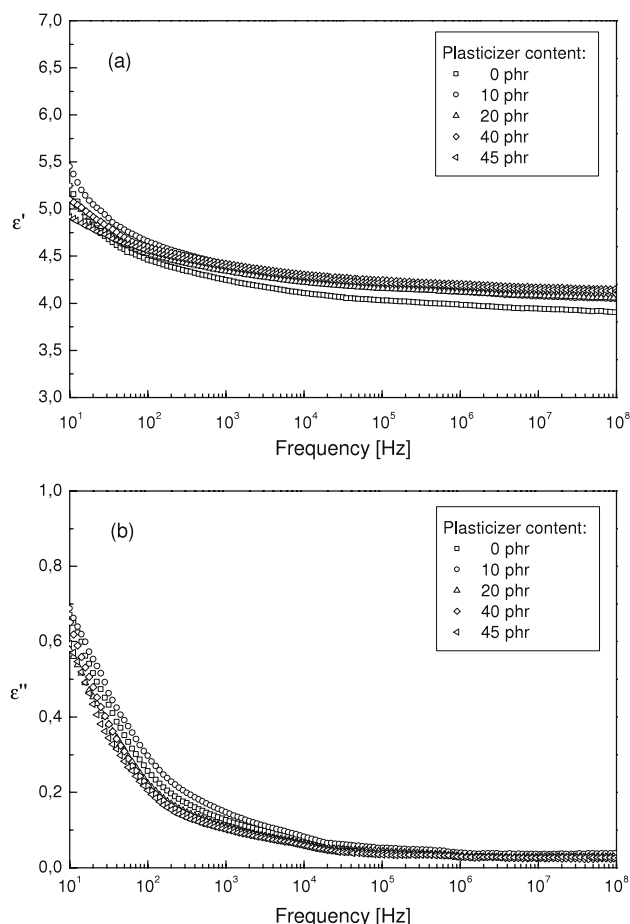 (a)
Plasticizer content:
0 phr
10 phr
20 phr
40 phr
45 phr
7,0
6,5
6,0
5,5
5,0
4,5
4,0
3,5
3,0
ε'
10¹ 10² 10³ 10⁴ 10⁵ 10⁶ 10⁷ 10⁸
Frequency [Hz]
(b)
Plasticizer content:
0 phr
10 phr
20 phr
40 phr
45 phr
1,0
0,8
0,6
0,4
0,2
0,0
ε"
10¹ 10² 10³ 10⁴ 10⁵ 10⁶ 10⁷ 10⁸
Frequency [Hz]